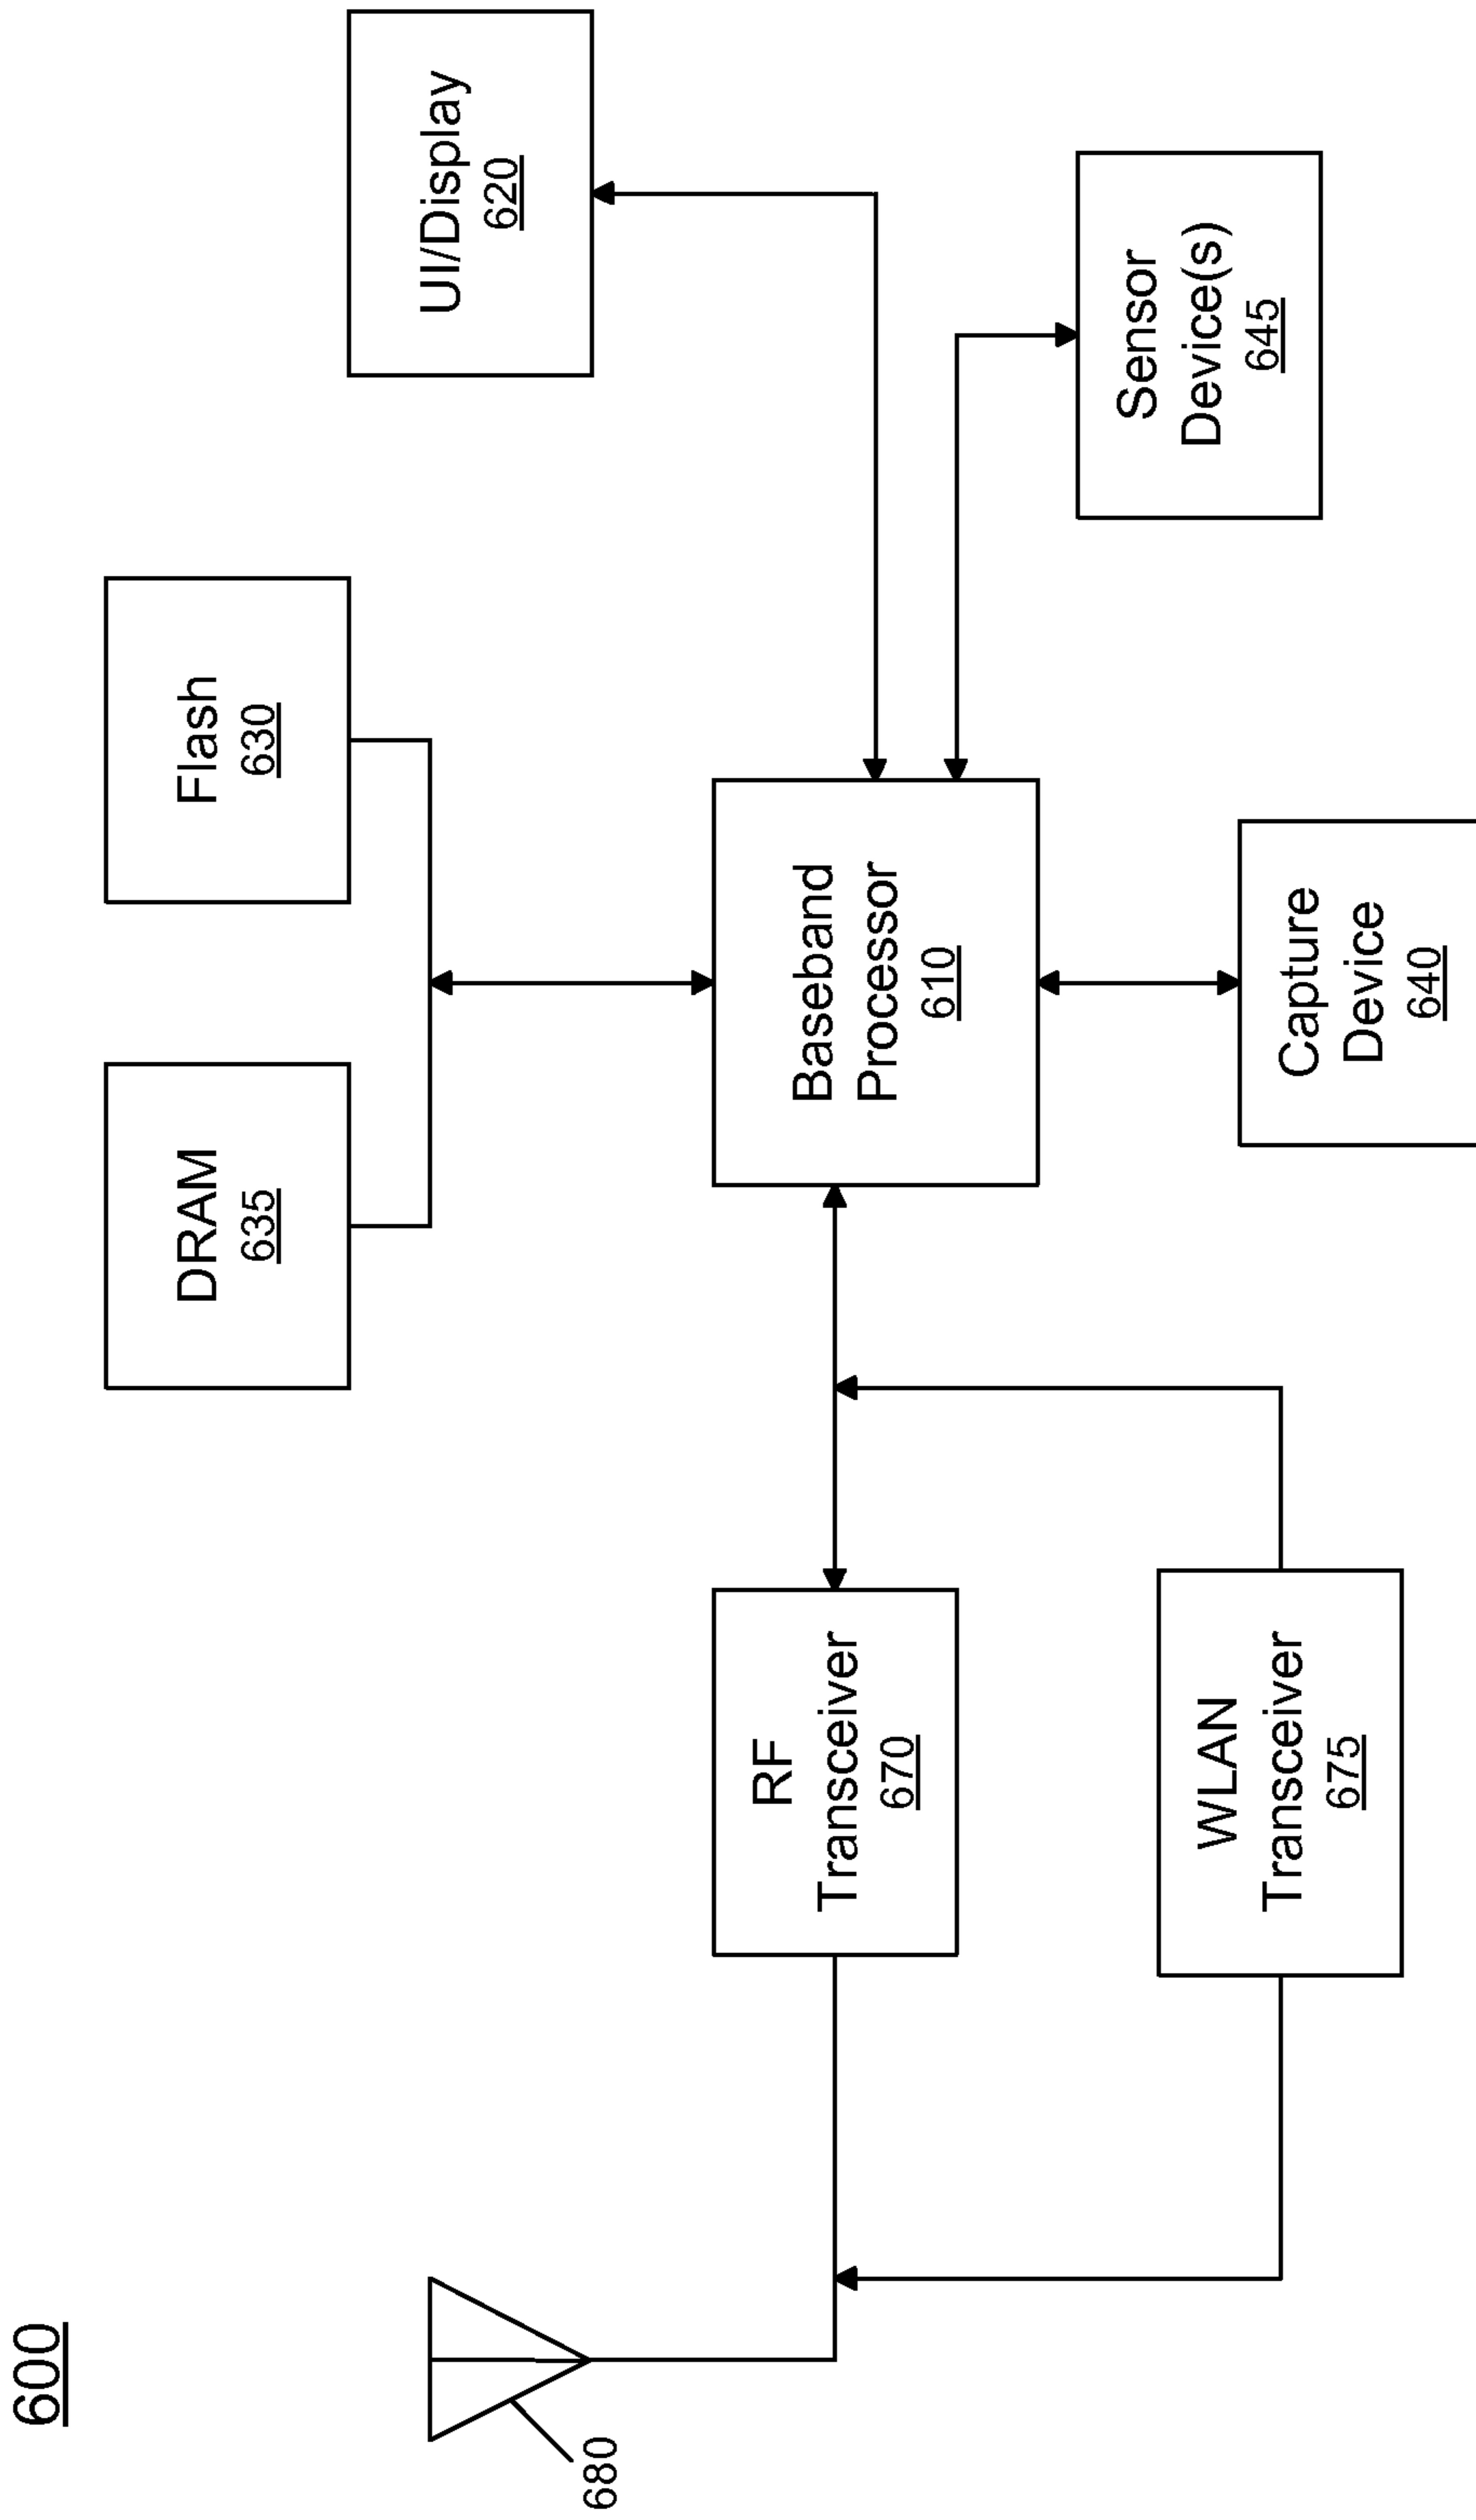 600
DRAM
635
Flash
630
UI/Display
620
680
RF
Transceiver
670
Baseband
Processor
610
WLAN
Transceiver
675
Capture
Device
640
Sensor
Device(s)
645